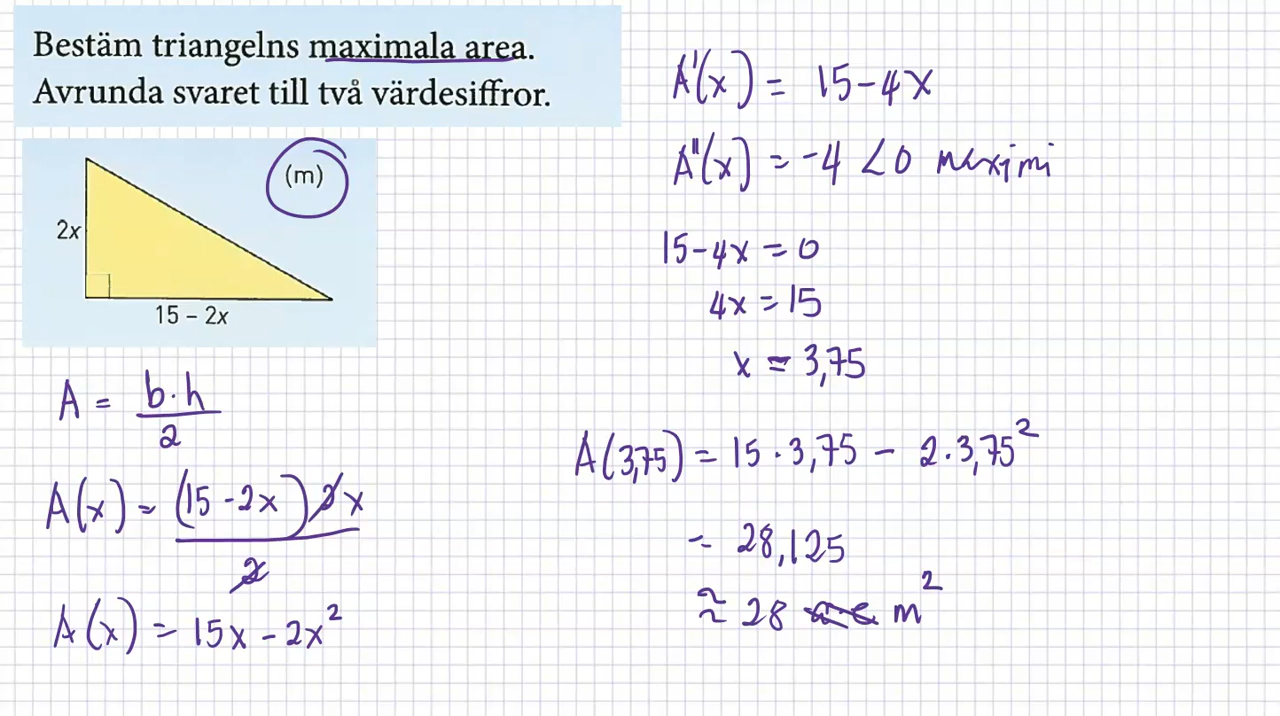 Bestäm triangelns maximala area.
Avrunda svaret till två värdesiffror.
(m)
2x
15 – 2x
A = b·h / 2
A(x) = (15 - 2x) 2x / 2
A(x) = 15x - 2x²
A'(x) = 15-4x
A"(x) = -4 < 0 maximi
15-4x = 0
4x = 15
x = 3,75
A(3,75) = 15 · 3,75 - 2 · 3,75²
= 28,125
≈ 28 m²